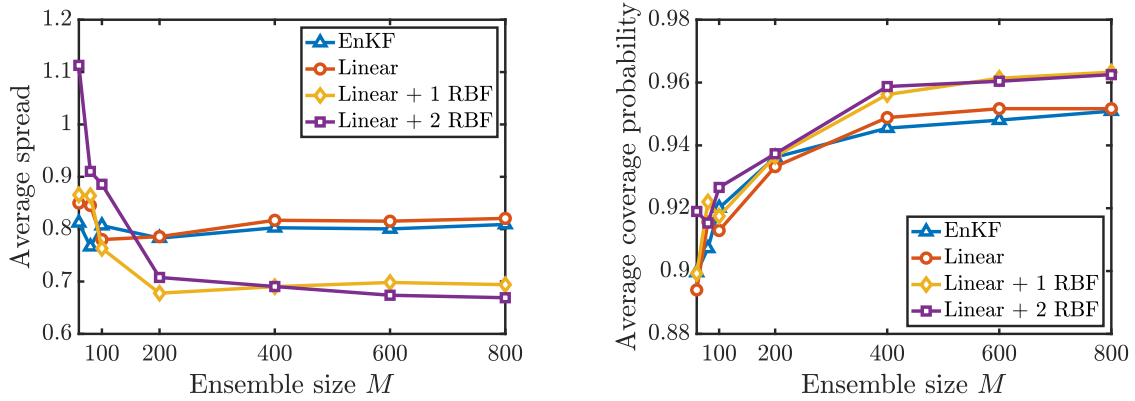 Average spread
1.2
1.1
1
0.9
0.8
0.7
0.6
100
200
400
600
800
Ensemble size M
EnKF
Linear
Linear + 1 RBF
Linear + 2 RBF
Average coverage probability
0.98
0.96
0.94
0.92
0.9
0.88
100
200
400
600
800
Ensemble size M
EnKF
Linear
Linear + 1 RBF
Linear + 2 RBF